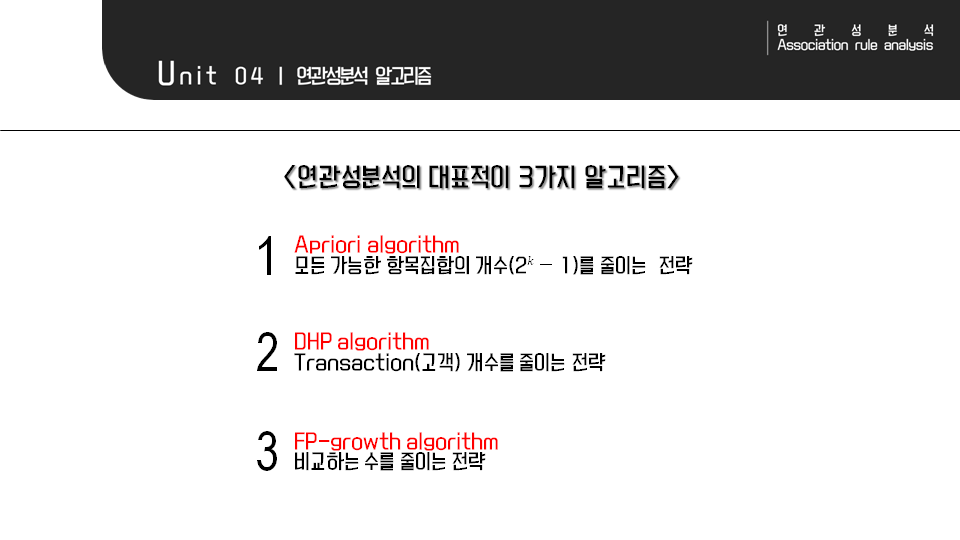 연 관 성 분 석
Association rule analysis
Unit 04 | 연관성분석 알고리즘
<연관성분석의 대표적이 3가지 알고리즘>
1 Apriori algorithm
모든 가능한 항목집합의 개수(2ᵏ − 1)를 줄이는 전략
2 DHP algorithm
Transaction(고객) 개수를 줄이는 전략
3 FP-growth algorithm
비교하는 수를 줄이는 전략